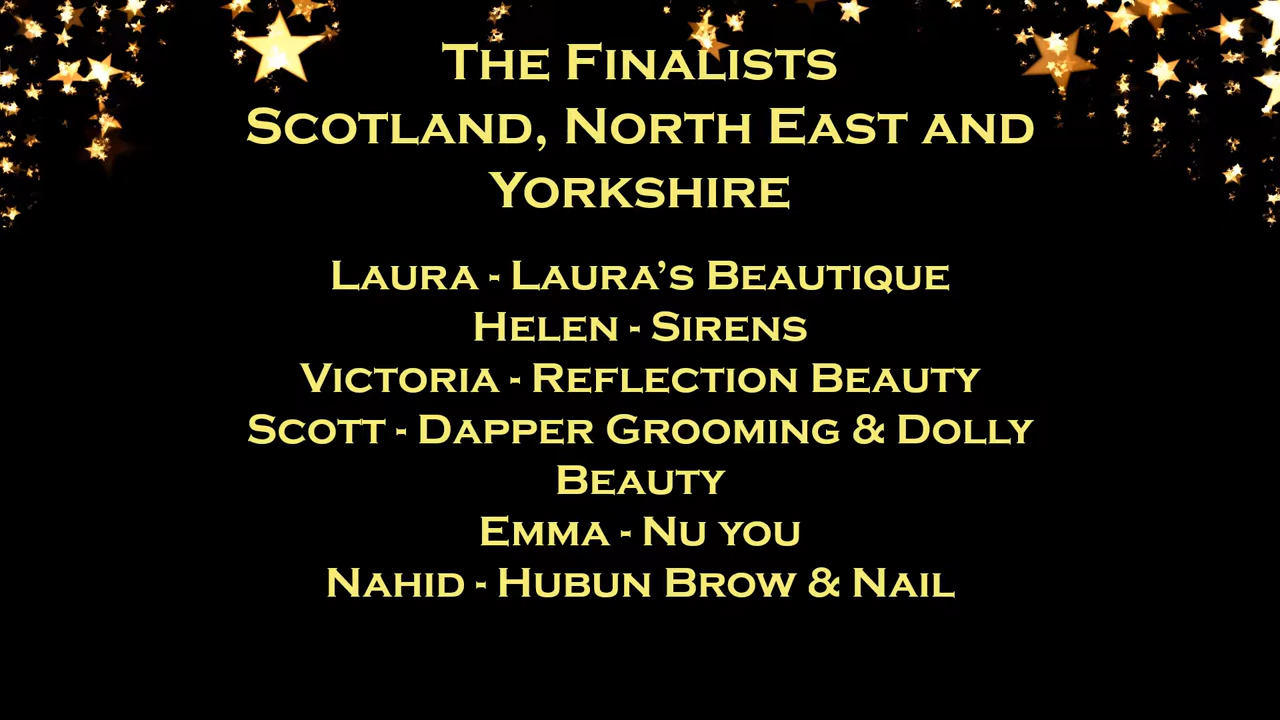 The Finalists
Scotland, North East and
Yorkshire
Laura - Laura’s Beautique
Helen - Sirens
Victoria - Reflection Beauty
Scott - Dapper Grooming & Dolly
Beauty
Emma - Nu you
Nahid - Hubun Brow & Nail